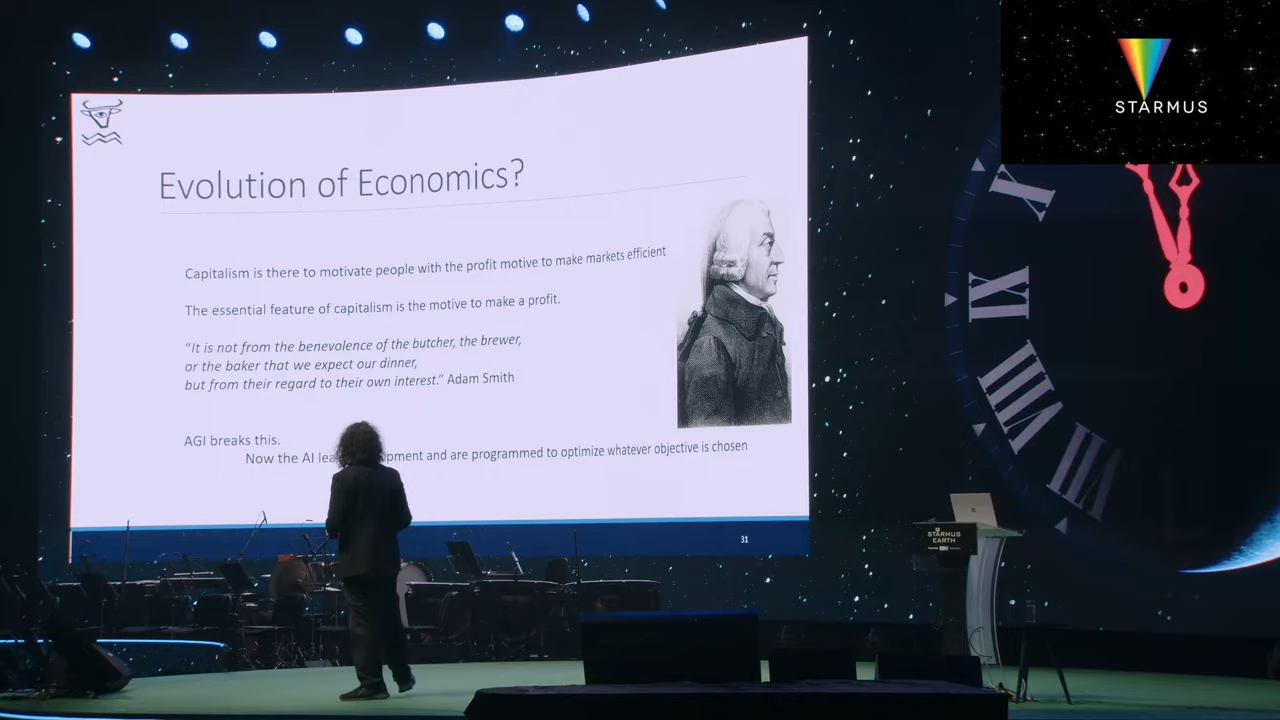 STARMUS
Evolution of Economics?
Capitalism is there to motivate people with the profit motive to make markets efficient
The essential feature of capitalism is the motive to make a profit.
“It is not from the benevolence of the butcher, the brewer,
or the baker that we expect our dinner,
but from their regard to their own interest.” Adam Smith
AGI breaks this.
Now the AI and are programmed to optimize whatever objective is chosen
31
STARMUS
EARTH
X
IX
VIII
VII